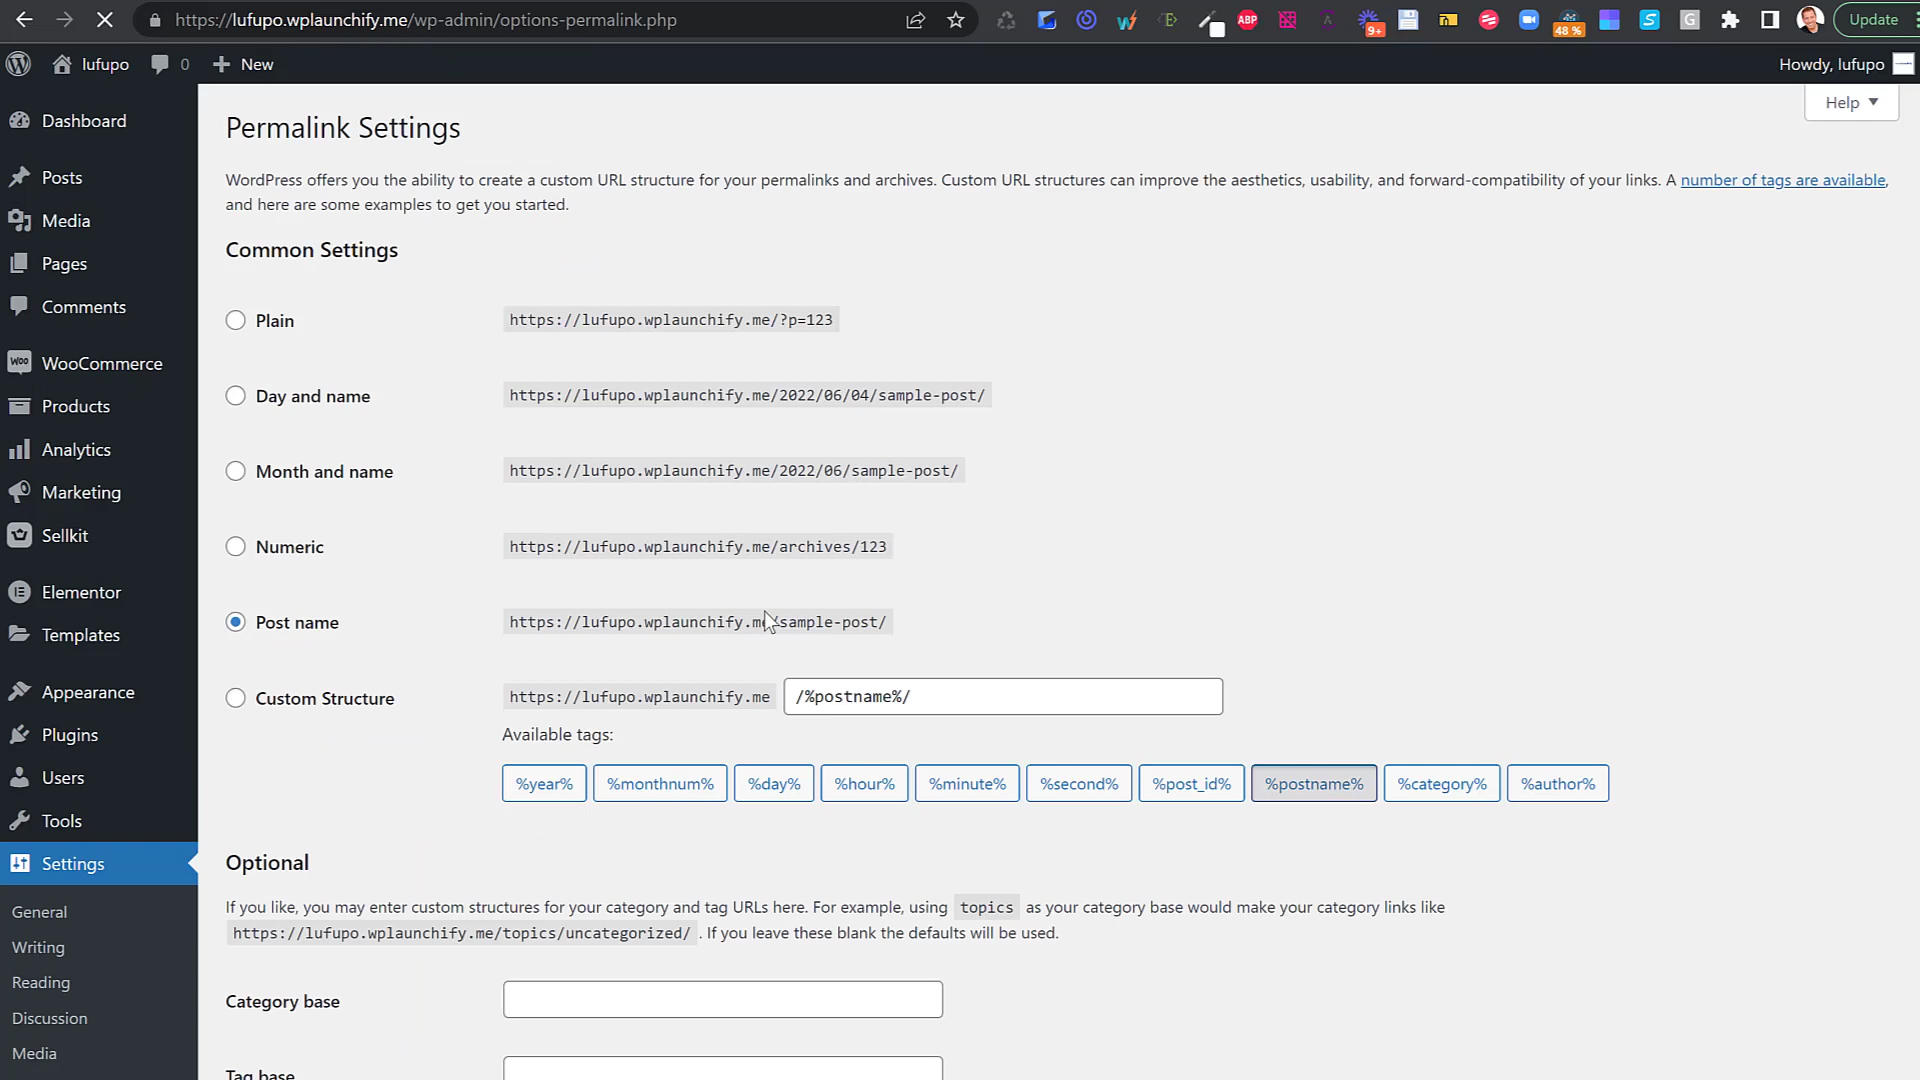 https://lufupo.wplaunchify.me/wp-admin/options-permalink.php
ABP
9+
48 %
S
G
Update
lufupo
0
New
Howdy, lufupo
Dashboard
Posts
Media
Pages
Comments
Woo
WooCommerce
Products
Analytics
Marketing
Sellkit
Elementor
Templates
Appearance
Plugins
Users
Tools
Settings
General
Writing
Reading
Discussion
Media
Help
Permalink Settings
WordPress offers you the ability to create a custom URL structure for your permalinks and archives. Custom URL structures can improve the aesthetics, usability, and forward-compatibility of your links. A number of tags are available,
and here are some examples to get you started.
Common Settings
Plain https://lufupo.wplaunchify.me/?p=123
Day and name https://lufupo.wplaunchify.me/2022/06/04/sample-post/
Month and name https://lufupo.wplaunchify.me/2022/06/sample-post/
Numeric https://lufupo.wplaunchify.me/archives/123
Post name https://lufupo.wplaunchify.me/sample-post/
Custom Structure https://lufupo.wplaunchify.me /%postname%/
Available tags:
%year% %monthnum% %day% %hour% %minute% %second% %post_id% %postname% %category% %author%
Optional
If you like, you may enter custom structures for your category and tag URLs here. For example, using topics as your category base would make your category links like
https://lufupo.wplaunchify.me/topics/uncategorized/ . If you leave these blank the defaults will be used.
Category base
Tag base